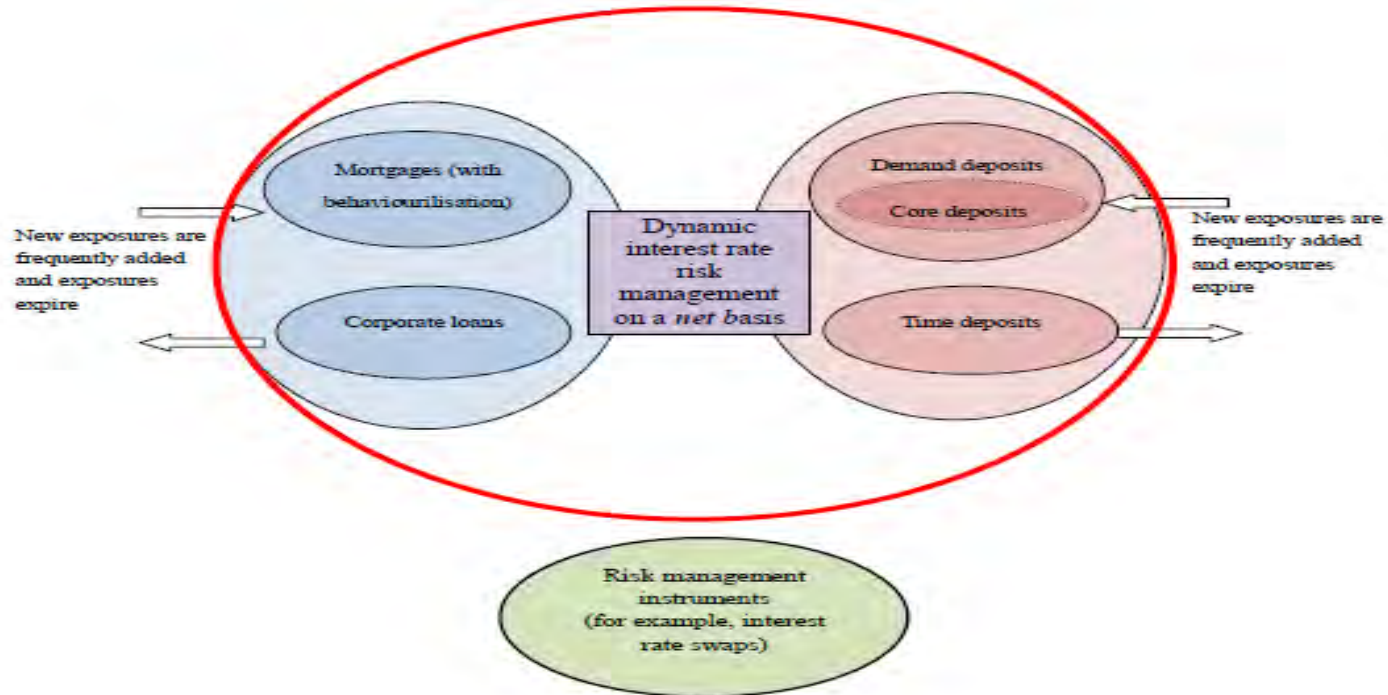 Mortgages (with
behaviourilisation)
Corporate loans
New exposures are
frequently added
and exposures
expire
Dynamic
interest rate
risk
management
on a net basis
Demand deposits
Core deposits
Time deposits
New exposures are
frequently added
and exposures
expire
Risk management
instruments
(for example, interest
rate swaps)